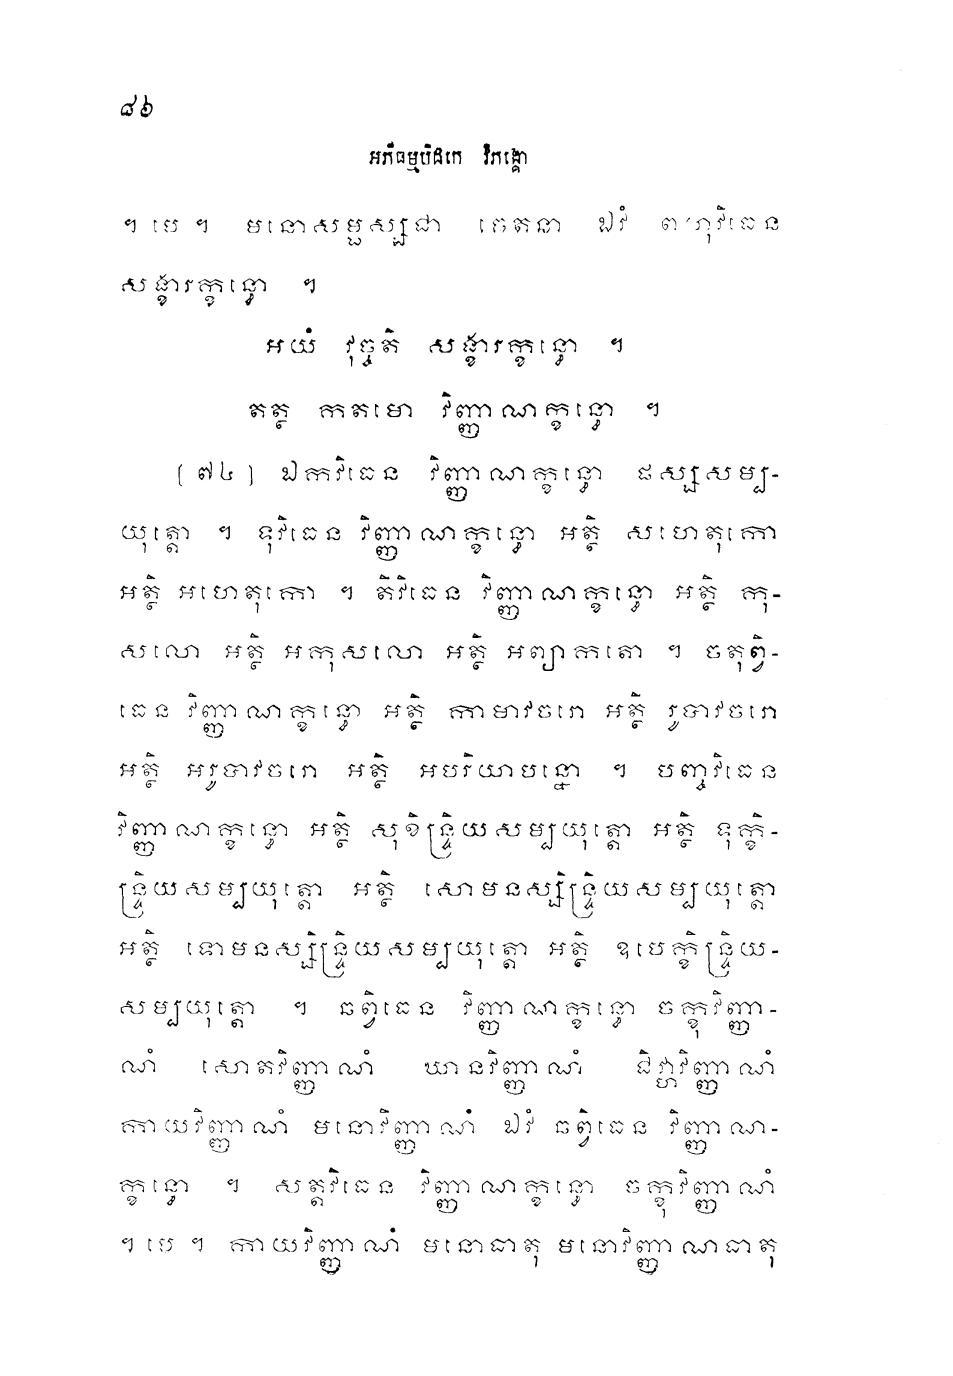 ៨៦
អភិធម្មបិដកេ វិភង្គោ
។ បេ ។ មនោសម្ផស្សជា ចេតនា ឯវំ ពហុវិធេន
សង្ខារក្ខន្ធោ ។
អយំ វុច្ចតិ សង្ខារក្ខន្ធោ ។
តត្ថ កតមោ វិញ្ញាណក្ខន្ធោ ។
(៧៤) ឯកវិធេន វិញ្ញាណក្ខន្ធោ ផស្សសម្ប-
យុត្តោ ។ ទុវិធេន វិញ្ញាណក្ខន្ធោ អត្ថិ សហេតុកោ
អត្ថិ អហេតុកោ ។ តិវិធេន វិញ្ញាណក្ខន្ធោ អត្ថិ កុ-
សលោ អត្ថិ អកុសលោ អត្ថិ អព្យាកតោ ។ ចតុព្វិ-
ធេន វិញ្ញាណក្ខន្ធោ អត្ថិ កាមាវចរោ អត្ថិ រូបាវចរោ
អត្ថិ អរូបាវចរោ អត្ថិ អបរិយាបន្នោ ។ បញ្ចវិធេន
វិញ្ញាណក្ខន្ធោ អត្ថិ សុខិន្ទ្រិយសម្បយុត្តោ អត្ថិ ទុក្ខិ-
ន្ទ្រិយសម្បយុត្តោ អត្ថិ សោមនស្សិន្ទ្រិយសម្បយុត្តោ
អត្ថិ ទោមនស្សិន្ទ្រិយសម្បយុត្តោ អត្ថិ ឧបេក្ខិន្ទ្រិយ-
សម្បយុត្តោ ។ ឆព្វិធេន វិញ្ញាណក្ខន្ធោ ចក្ខុវិញ្ញា-
ណំ សោតវិញ្ញាណំ ឃានវិញ្ញាណំ ជិវ្ហាវិញ្ញាណំ
កាយវិញ្ញាណំ មនោវិញ្ញាណំ ឯវំ ឆព្វិធេន វិញ្ញាណ-
ក្ខន្ធោ ។ សត្តវិធេន វិញ្ញាណក្ខន្ធោ ចក្ខុវិញ្ញាណំ
។ បេ ។ កាយវិញ្ញាណំ មនោធាតុ មនោវិញ្ញាណធាតុ